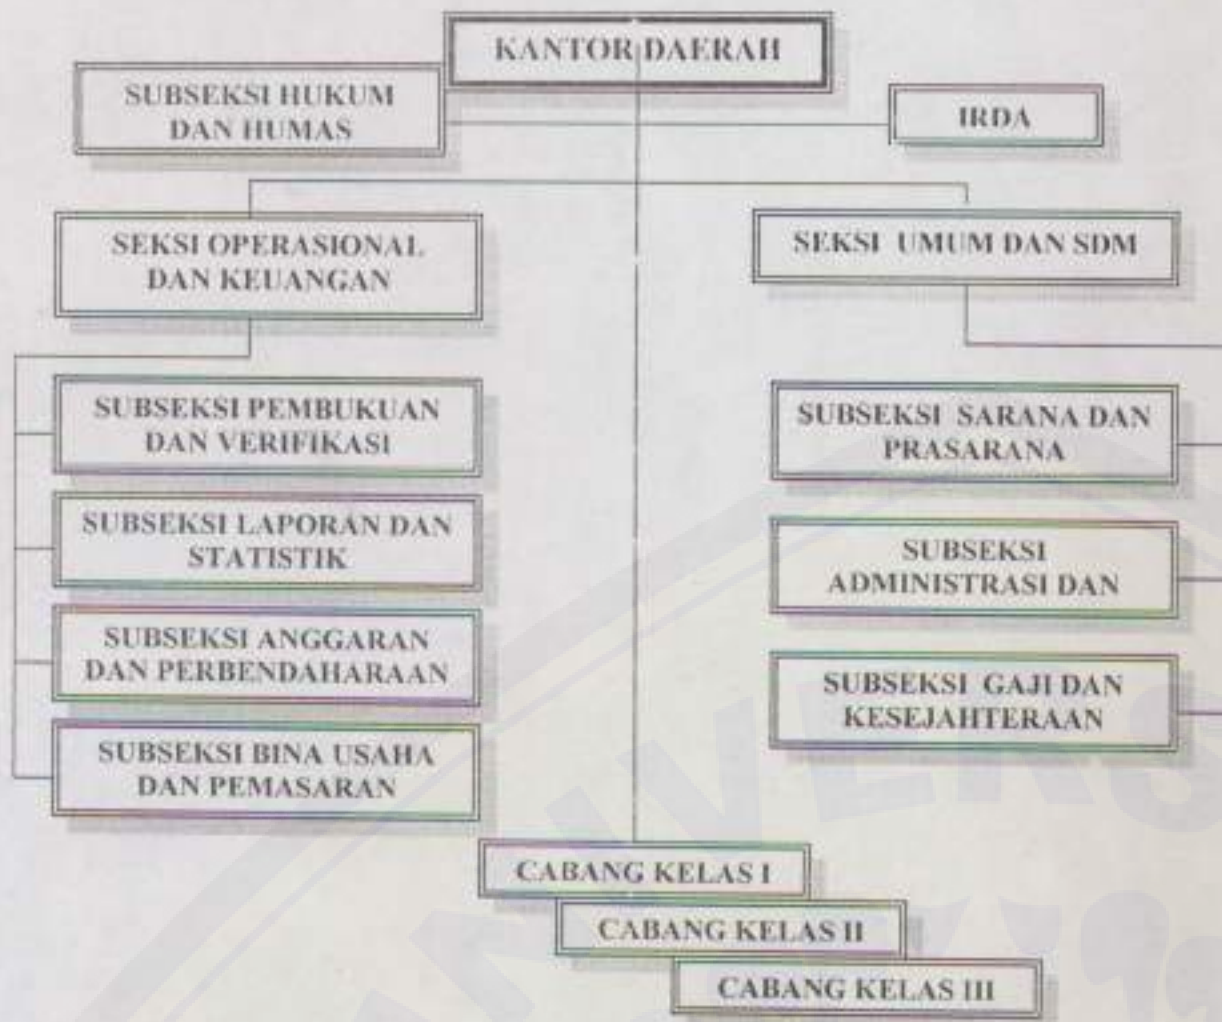 KANTOR DAERAH
SUBSEKSI HUKUM
DAN HUMAS
IRDA
SEKSI OPERASIONAL
DAN KEUANGAN
SEKSI UMUM DAN SDM
SUBSEKSI PEMBUKUAN
DAN VERIFIKASI
SUBSEKSI LAPORAN DAN
STATISTIK
SUBSEKSI ANGGARAN
DAN PERBENDAHARAAN
SUBSEKSI BINA USAHA
DAN PEMASARAN
SUBSEKSI SARANA DAN
PRASARANA
SUBSEKSI
ADMINISTRASI DAN
SUBSEKSI GAJI DAN
KESEJAHTERAAN
CABANG KELAS I
CABANG KELAS II
CABANG KELAS III